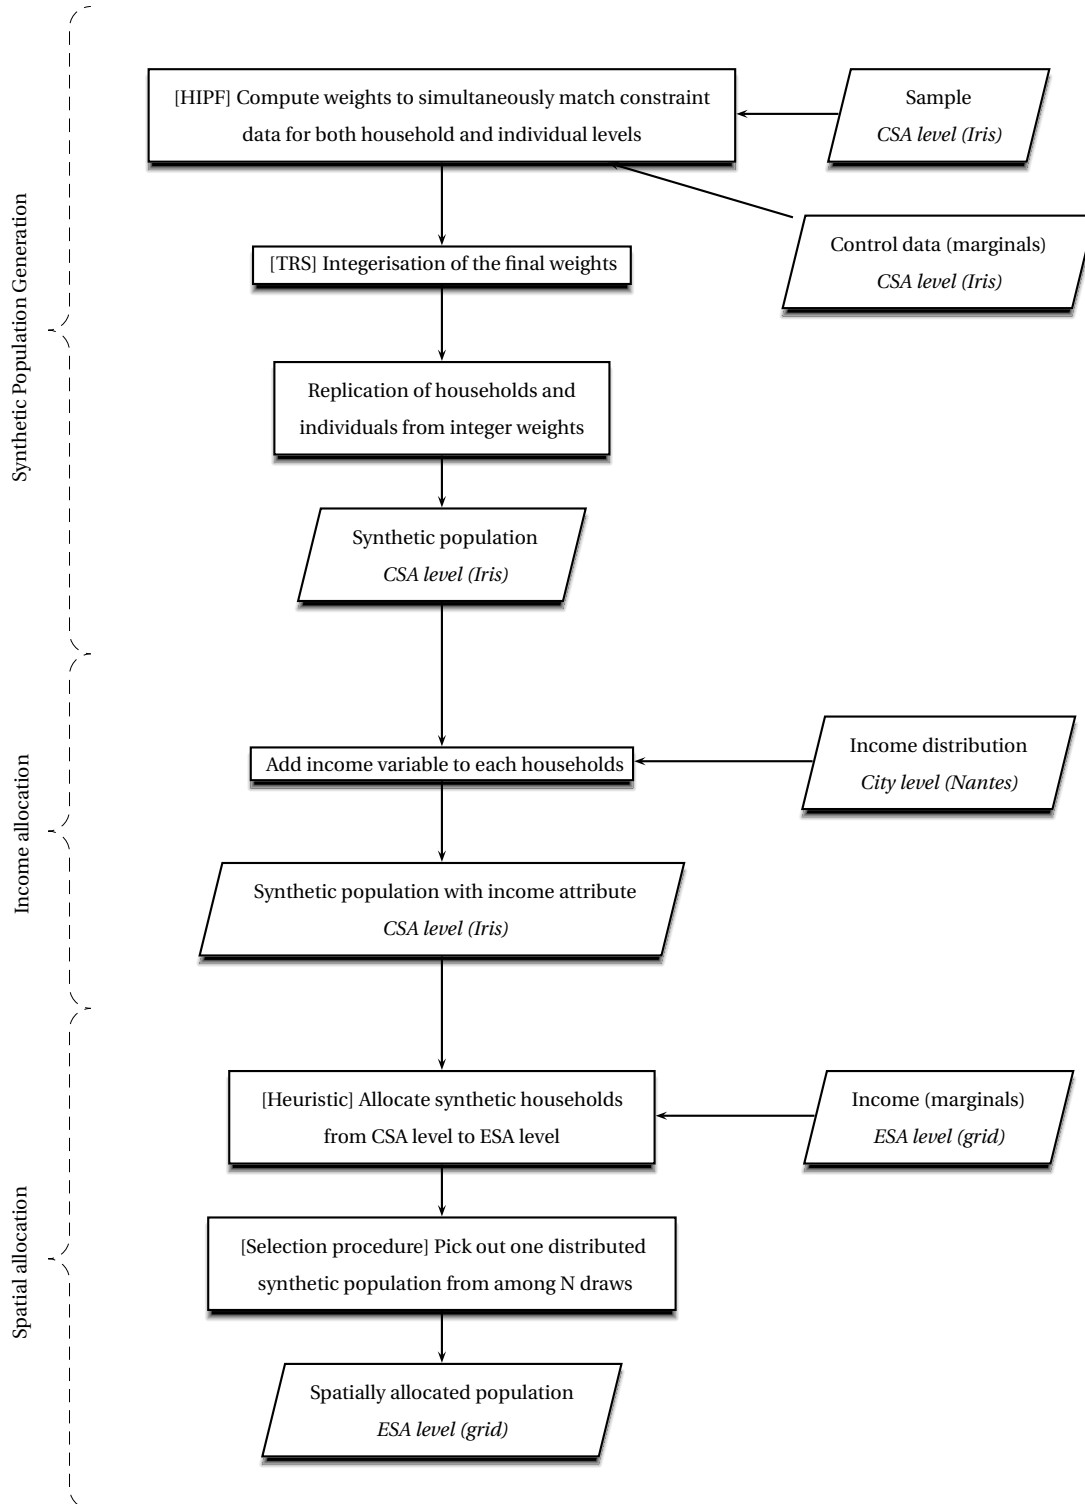 Synthetic Population Generation
[HIPF] Compute weights to simultaneously match constraint
data for both household and individual levels
Sample
CSA level (Iris)
Control data (marginals)
CSA level (Iris)
[TRS] Integerisation of the final weights
Replication of households and
individuals from integer weights
Synthetic population
CSA level (Iris)
Income allocation
Add income variable to each households
Income distribution
City level (Nantes)
Synthetic population with income attribute
CSA level (Iris)
Spatial allocation
[Heuristic] Allocate synthetic households
from CSA level to ESA level
Income (marginals)
ESA level (grid)
[Selection procedure] Pick out one distributed
synthetic population from among N draws
Spatially allocated population
ESA level (grid)